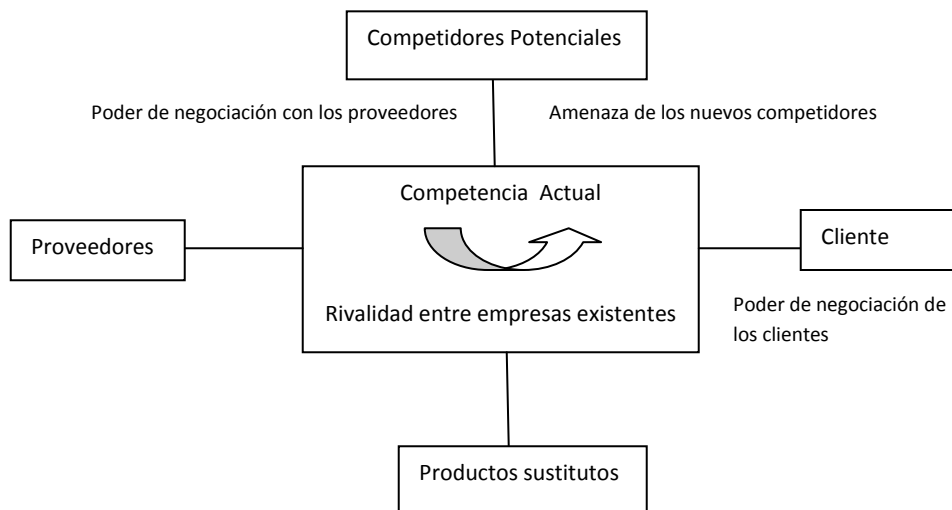 Competidores Potenciales
Poder de negociación con los proveedores
Amenaza de los nuevos competidores
Competencia Actual
Proveedores
Cliente
Rivalidad entre empresas existentes
Poder de negociación de
los clientes
Productos sustitutos